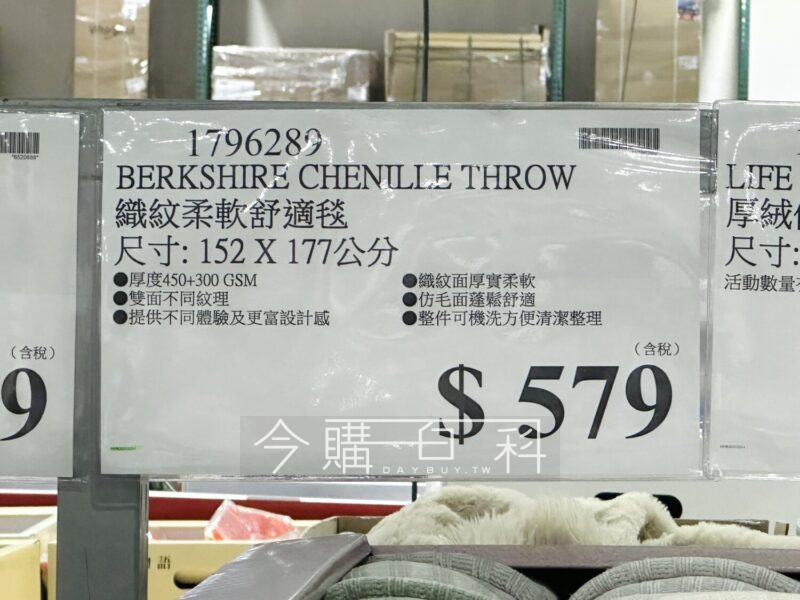 1796289
BERKSHIRE CHENILLE THROW
織紋柔軟舒適毯
尺寸: 152 X 177公分
●厚度450+300 GSM
●雙面不同紋理
●提供不同體驗及更富設計感
●織紋面厚實柔軟
●仿毛面蓬鬆舒適
●整件可機洗方便清潔整理
(含稅)
$ 579
(含稅)
9
LIFE
厚絨
尺寸:
活動數量
今購百科
DAYBUY.TW